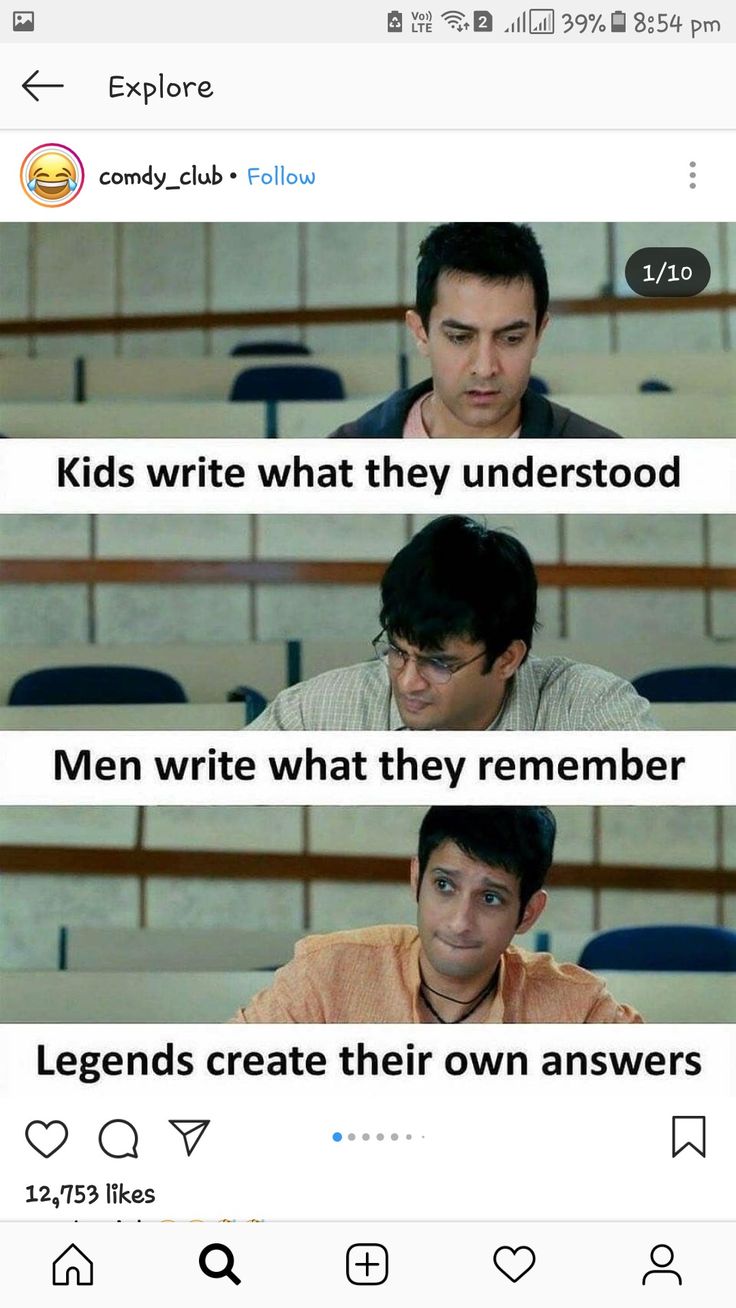 Vo))
LTE
2
39%
8:54 pm
Explore
comdy_club • Follow
1/10
Kids write what they understood
Men write what they remember
Legends create their own answers
12,753 likes